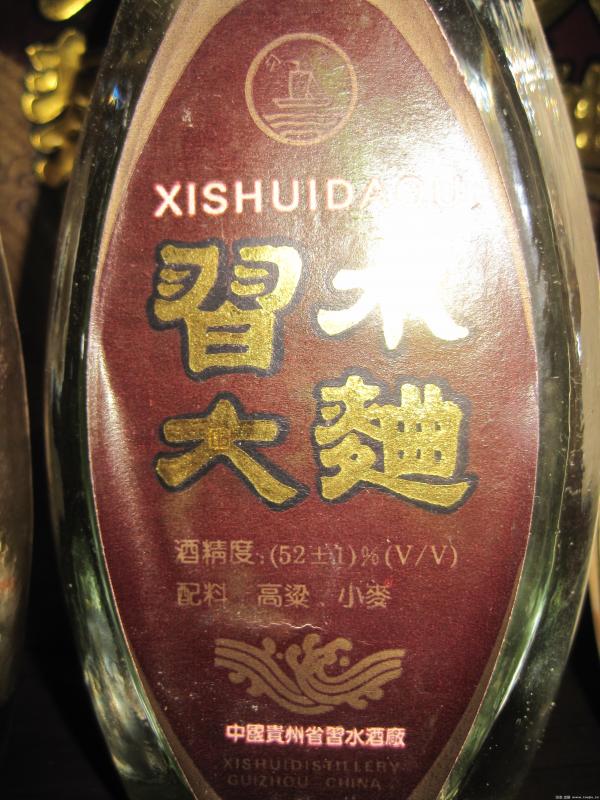 XISHUIDAQU
習水
大麯
酒精度:(52±1)%(V/V)
配料 高粱、小麥
中國貴州省習水酒廠
XISHUIDISTILLERY
GUIZHOU CHINA